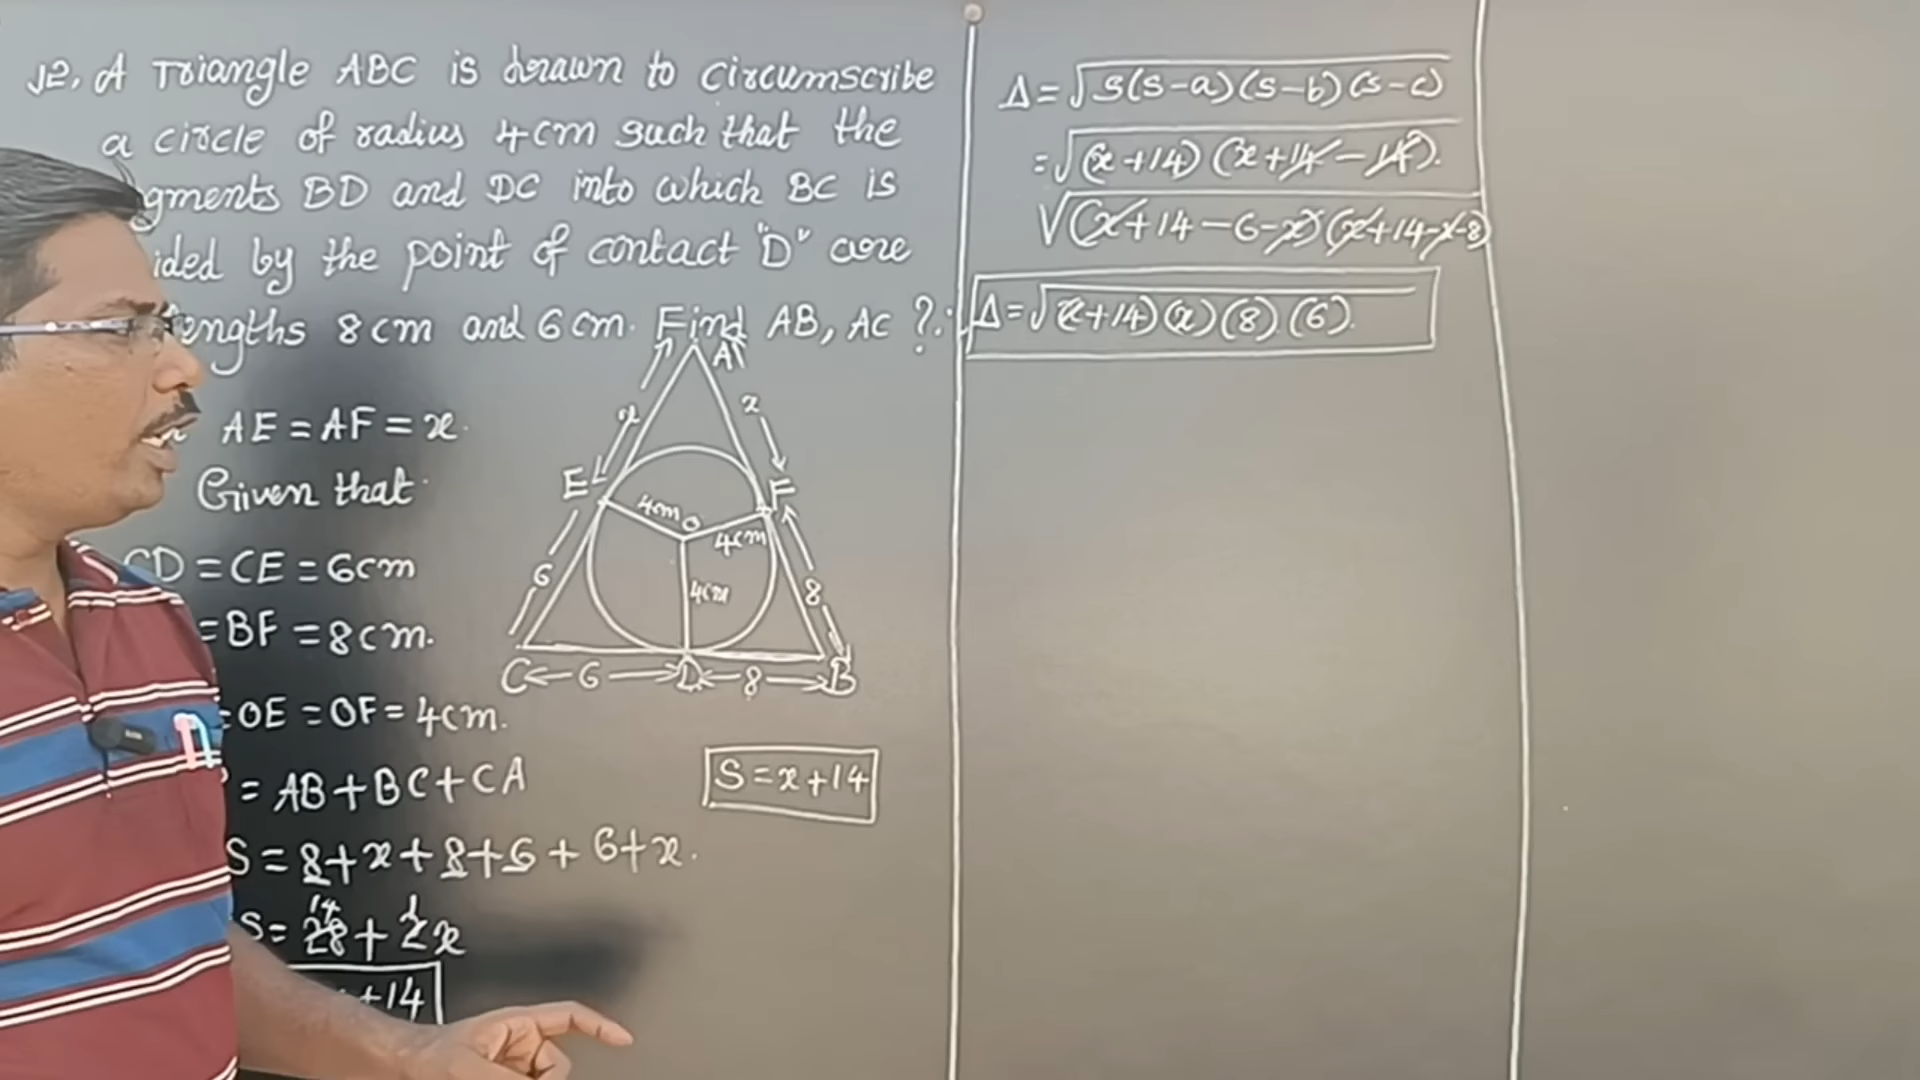 12. A Triangle ABC is drawn to circumscribe
a circle of radius 4cm such that the
gments BD and DC into which BC is
ided by the point of contact "D" are
engths 8cm and 6cm. Find AB, AC ?.
AE = AF = x.
Given that
CD = CE = 6cm
= BF = 8cm.
= OE = OF = 4cm.
= AB + BC + CA
S = 8 + x + 8 + 6 + 6 + x.
14 1
S = 28 + 2x
x + 14
A
x x
E F
4cm O 4cm
6 4cm 8
C 6 D 8 B
S = x + 14
Δ = √S(S-a)(S-b)(S-c)
= √(x+14)(x+14-14).
√(x+14-6-x)(x+14-x-8)
Δ = √(x+14)(x)(8)(6).